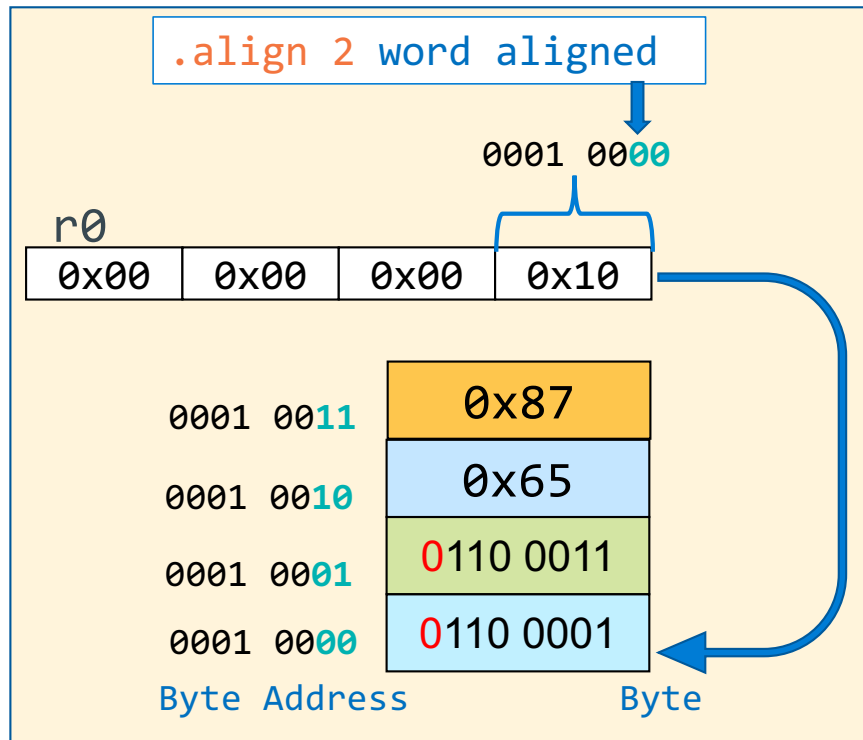 .align 2 word aligned
0001 0000
r0
0x00 0x00 0x00 0x10
0001 0011 0x87
0001 0010 0x65
0001 0001 0110 0011
0001 0000 0110 0001
Byte Address Byte